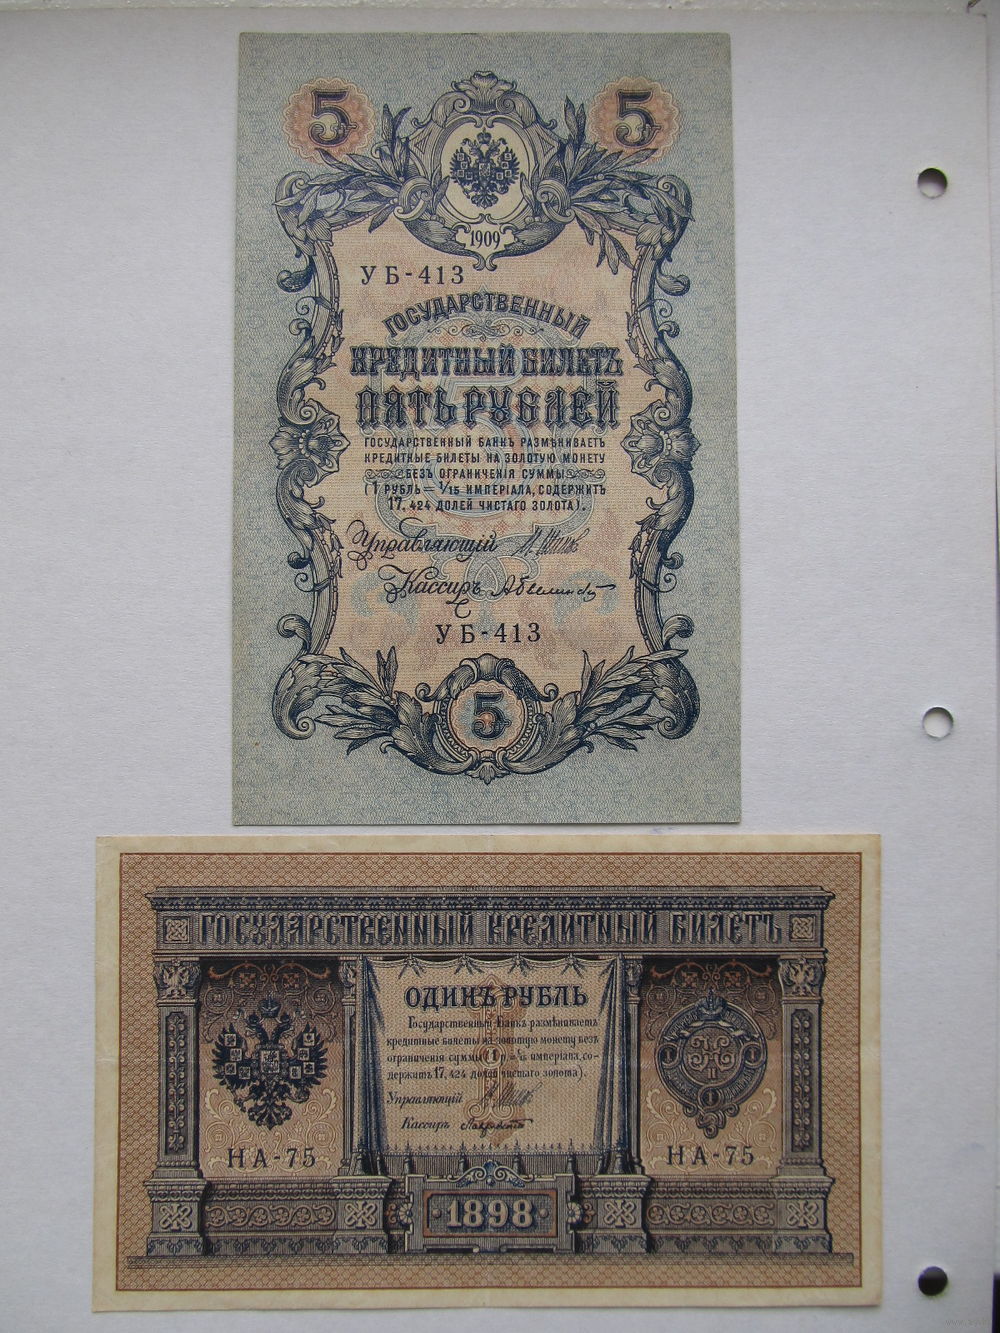 5 5
1909
УБ-413
ГОСУДАРСТВЕННЫЙ
КРЕДИТНЫЙ БИЛЕТЪ
ПЯТЬ РУБЛЕЙ
ГОСУДАРСТВЕННЫЙ БАНКЪ РАЗМѢНИВАЕТЪ
КРЕДИТНЫЕ БИЛЕТЫ НА ЗОЛОТУЮ МОНЕТУ
БЕЗЪ ОГРАНИЧЕНІЯ СУММЫ
(1 РУБЛЬ = 1/15 ИМПЕРІАЛА, СОДЕРЖИТЪ
17,424 ДОЛЕЙ ЧИСТАГО ЗОЛОТА).
Управляющій
Кассиръ
УБ-413
5
ГОСУДАРСТВЕННЫЙ КРЕДИТНЫЙ БИЛЕТЪ
ОДИНЪ РУБЛЬ
Государственный Банкъ размѣниваетъ
кредитные билеты на золотую монету безъ
ограниченія суммы (1 р. = 1/15 имперіала, со-
держитъ 17,424 долей чистаго золота).
Управляющій
Кассиръ
1 1
1
НА-75 НА-75
1898